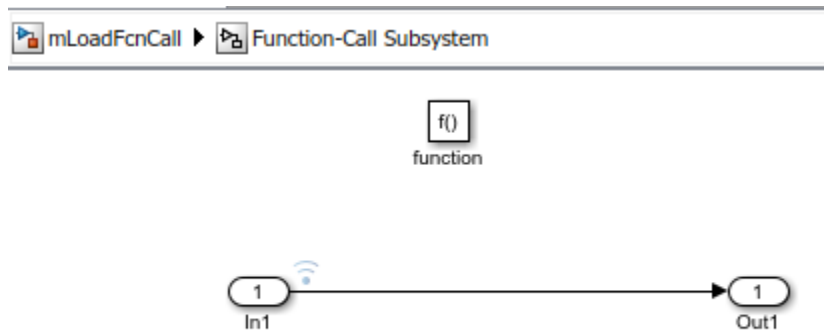 mLoadFcnCall Function-Call Subsystem
f()
function
1
In1
1
Out1